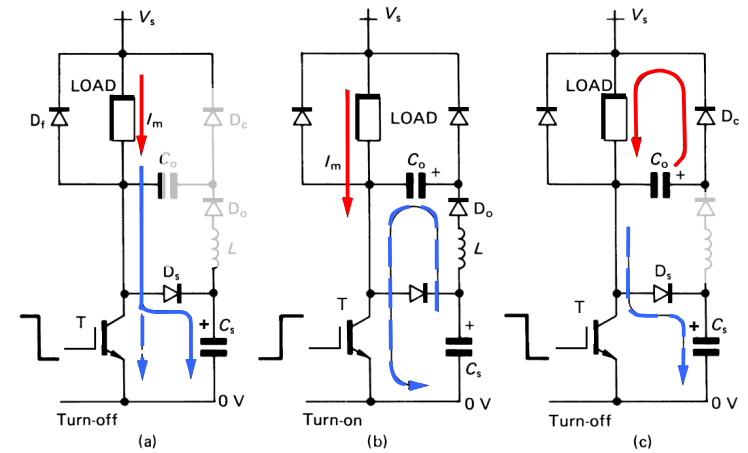 Vs
LOAD
Df
Im
Dc
Co
Do
L
Ds
T
+
Cs
0 V
Turn-off
(a)
Vs
LOAD
Im
Co
+
Do
L
T
+
Cs
0 V
Turn-on
(b)
Vs
LOAD
Dc
Co
+
Ds
T
+
Cs
0 V
Turn-off
(c)